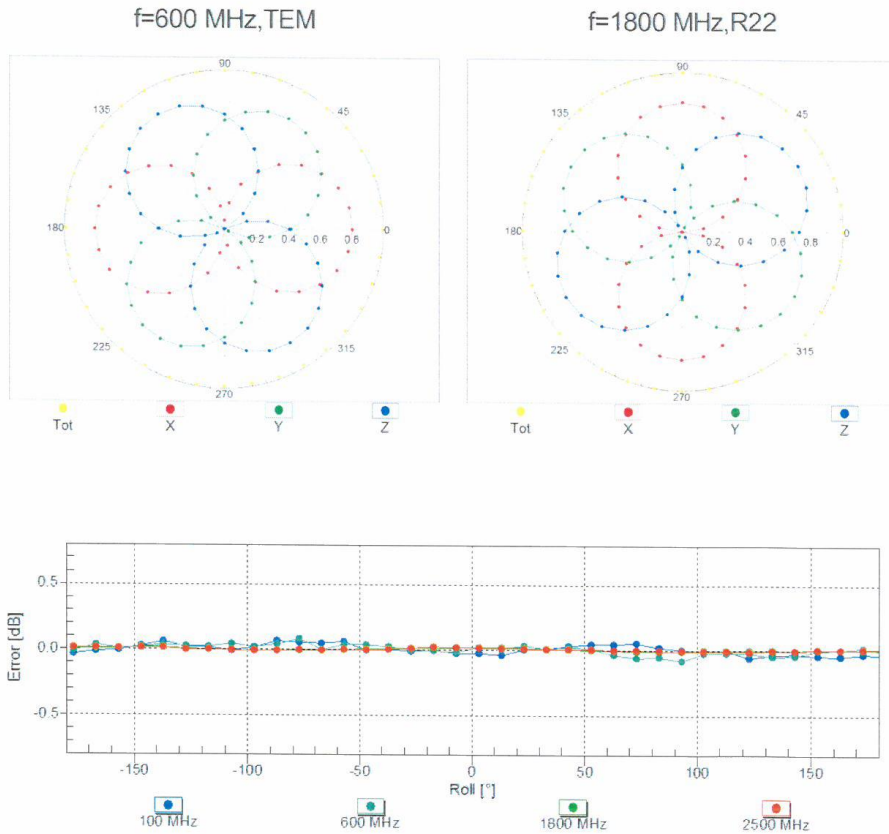 f=600 MHz,TEM
f=1800 MHz,R22
90
135
45
180
0.2
0.4
0.6
0.8
0
225
315
270
Tot
X
Y
Z
90
135
45
180
0.2
0.4
0.6
0.8
0
225
315
270
Tot
X
Y
Z
Error [dB]
0.5
0.0
-0.5
-150
-100
-50
0
50
100
150
Roll [°]
100 MHz
600 MHz
1800 MHz
2500 MHz